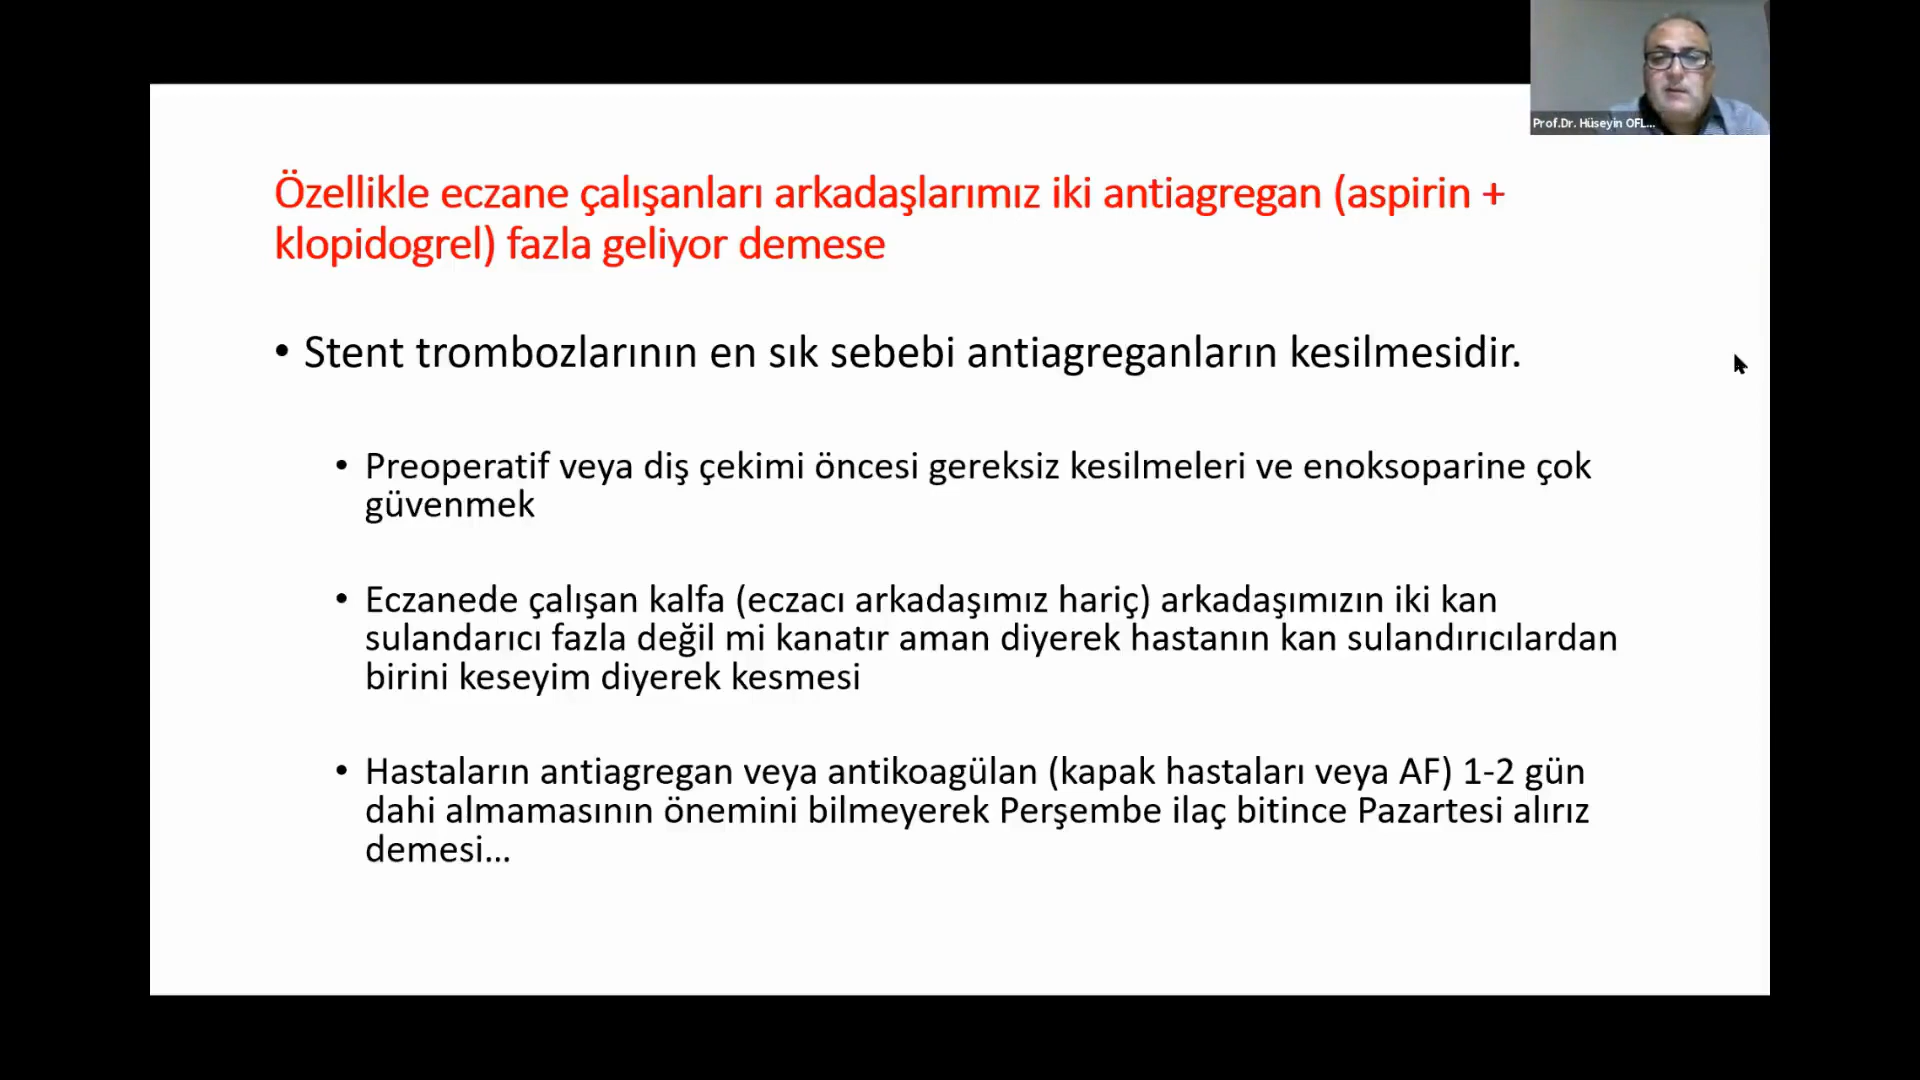 Prof.Dr. Hüseyin OFL...
Özellikle eczane çalışanları arkadaşlarımız iki antiagregan (aspirin +
klopidogrel) fazla geliyor demese
• Stent trombozlarının en sık sebebi antiagreganların kesilmesidir.
• Preoperatif veya diş çekimi öncesi gereksiz kesilmeleri ve enoksoparine çok
güvenmek
• Eczanede çalışan kalfa (eczacı arkadaşımız hariç) arkadaşımızın iki kan
sulandarıcı fazla değil mi kanatır aman diyerek hastanın kan sulandırıcılardan
birini keseyim diyerek kesmesi
• Hastaların antiagregan veya antikoagülan (kapak hastaları veya AF) 1-2 gün
dahi almamasının önemini bilmeyerek Perşembe ilaç bitince Pazartesi alırız
demesi...